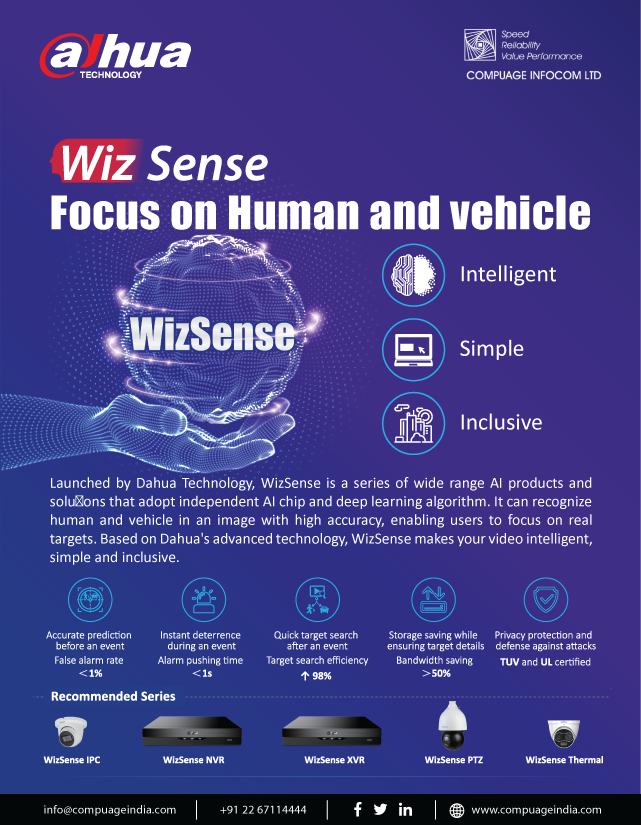 alhua
TECHNOLOGY
Speed
Reliability
Value Performance
COMPUAGE INFOCOM LTD
Wiz Sense
Focus on Human and vehicle
WizSense
Intelligent
Simple
Inclusive
Launched by Dahua Technology, WizSense is a series of wide range AI products and
solu☒ons that adopt independent AI chip and deep learning algorithm. It can recognize
human and vehicle in an image with high accuracy, enabling users to focus on real
targets. Based on Dahua's advanced technology, WizSense makes your video intelligent,
simple and inclusive.
Accurate prediction
before an event
False alarm rate
<1%
Instant deterrence
during an event
Alarm pushing time
<1s
Quick target search
after an event
Target search efficiency
↑ 98%
Storage saving while
ensuring target details
Bandwidth saving
>50%
Privacy protection and
defense against attacks
TUV and UL certified
Recommended Series
WizSense IPC
WizSense NVR
WizSense XVR
WizSense PTZ
WizSense Thermal
info@compuageindia.com
+91 22 67114444
www.compuageindia.com